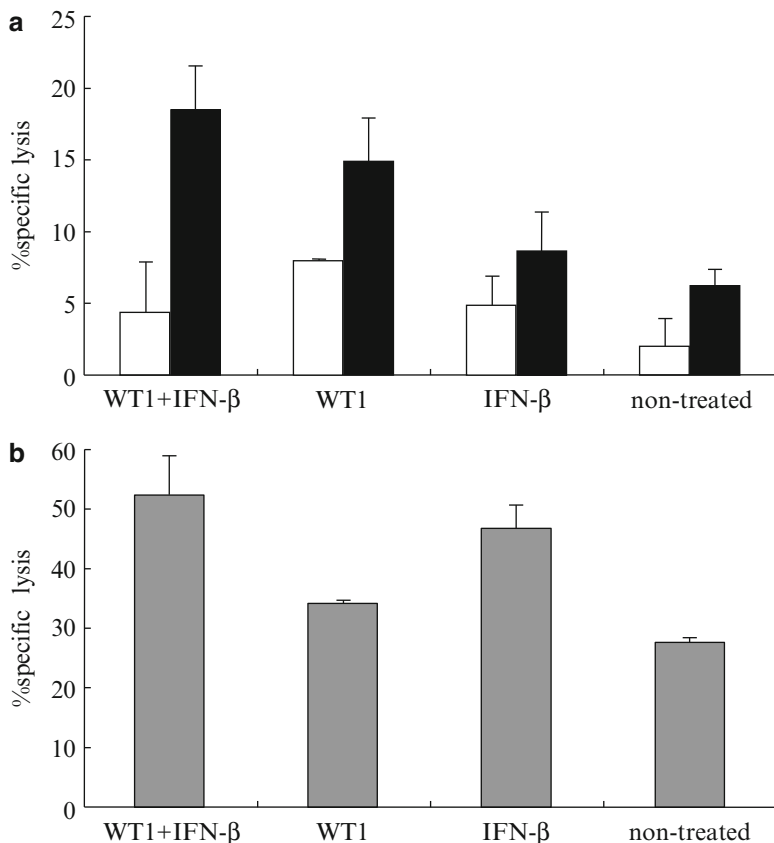 a
%specific lysis
25
20
15
10
5
0
WT1+IFN-β WT1 IFN-β non-treated
b
%specific lysis
60
50
40
30
20
10
0
WT1+IFN-β WT1 IFN-β non-treated